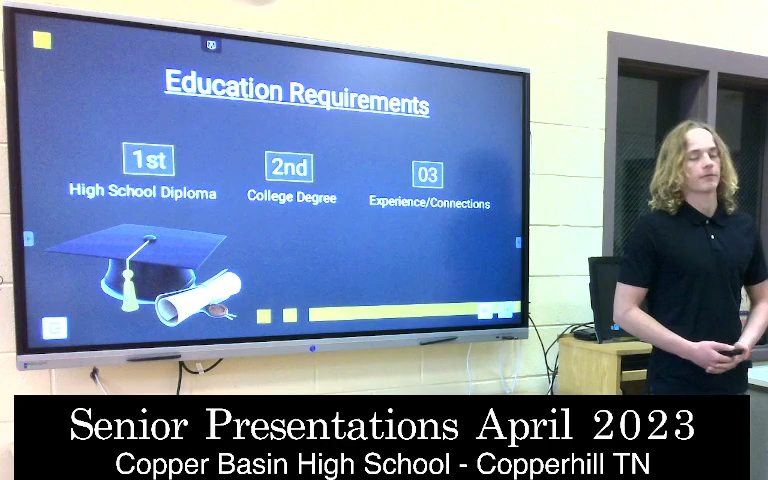 Education Requirements
1st
2nd
03
High School Diploma
College Degree
Experience/Connections
Senior Presentations April 2023
Copper Basin High School - Copperhill TN